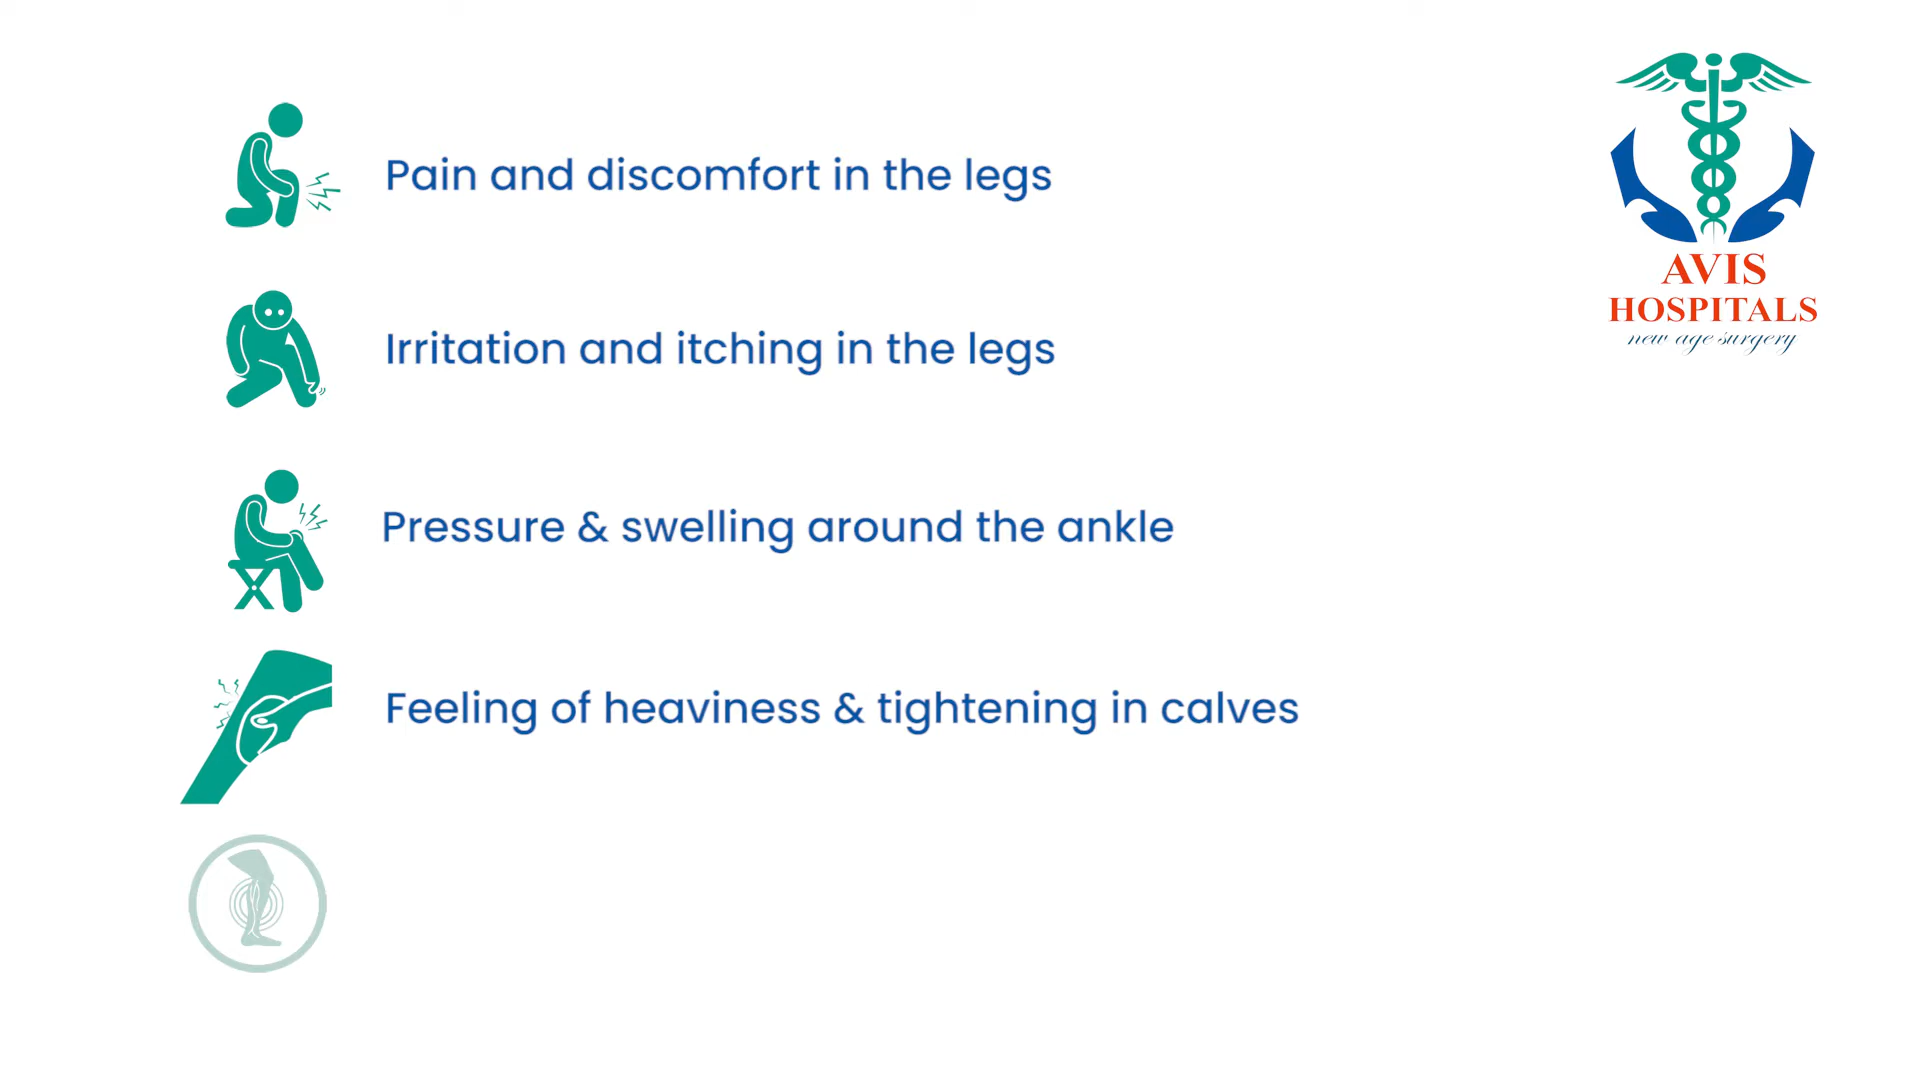 Pain and discomfort in the legs
Irritation and itching in the legs
Pressure & swelling around the ankle
Feeling of heaviness & tightening in calves
AVIS
HOSPITALS
new age surgery